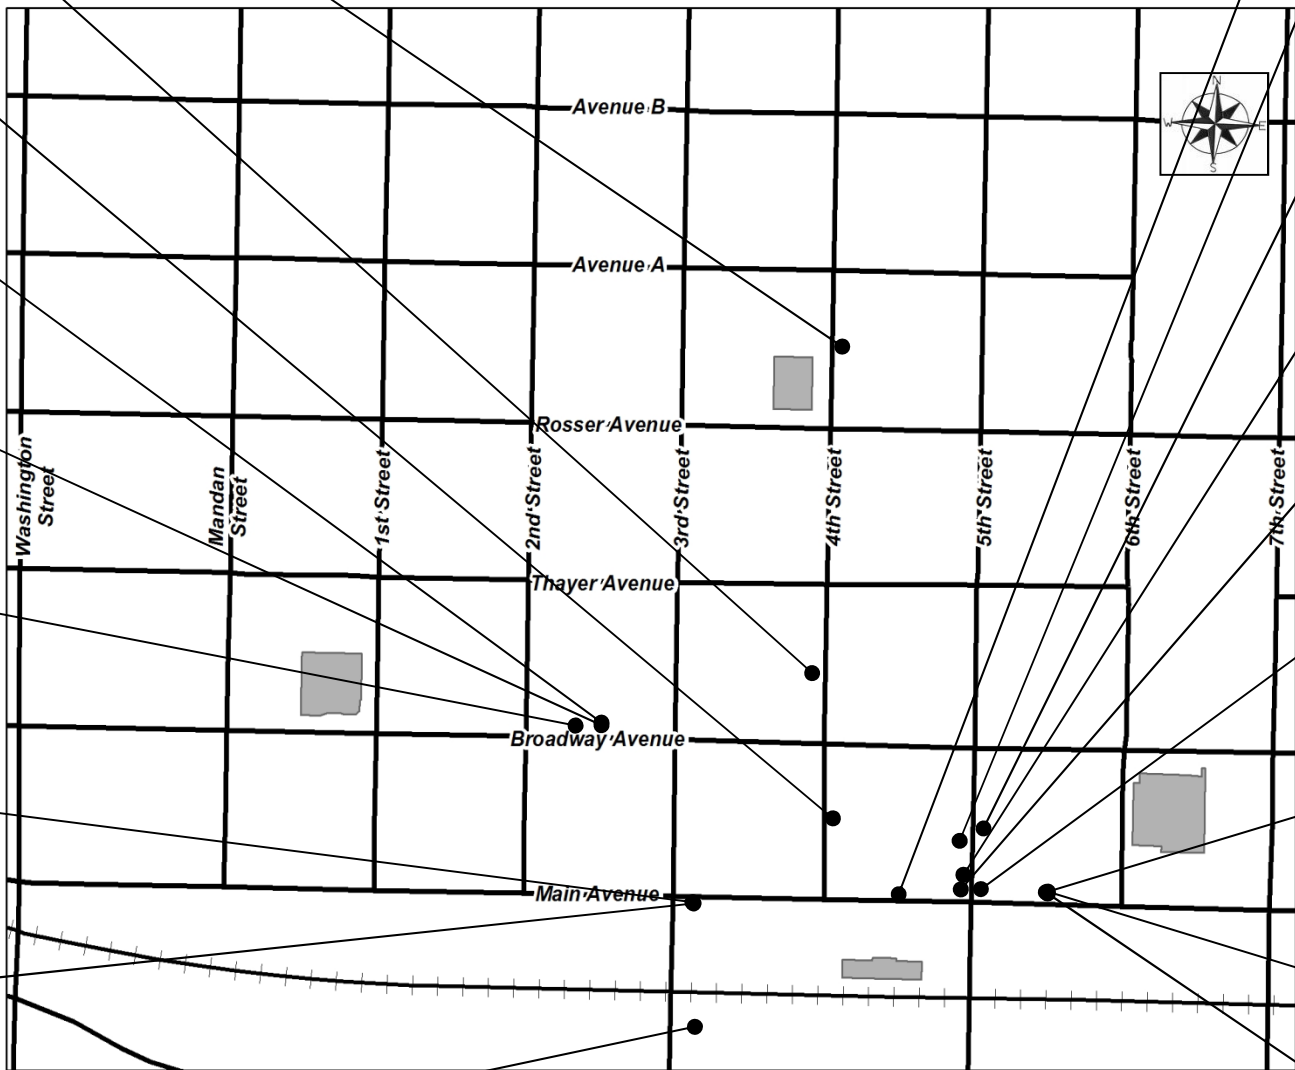 N
W
E
S
Avenue B
Avenue A
Rosser Avenue
Washington
Street
Mandan
Street
1st Street
2nd Street
3rd Street
4th Street
5th Street
6th Street
7th Street
Thayer Avenue
Broadway Avenue
Main Avenue